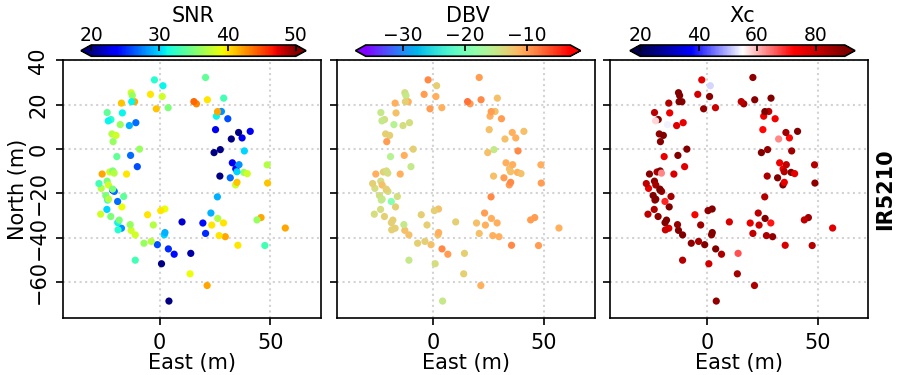 SNR
20 30 40 50
DBV
−30 −20 −10
Xc
20 40 60 80
North (m)
40
20
0
−20
−40
−60
0 50
East (m)
0 50
East (m)
0 50
East (m)
IR5210